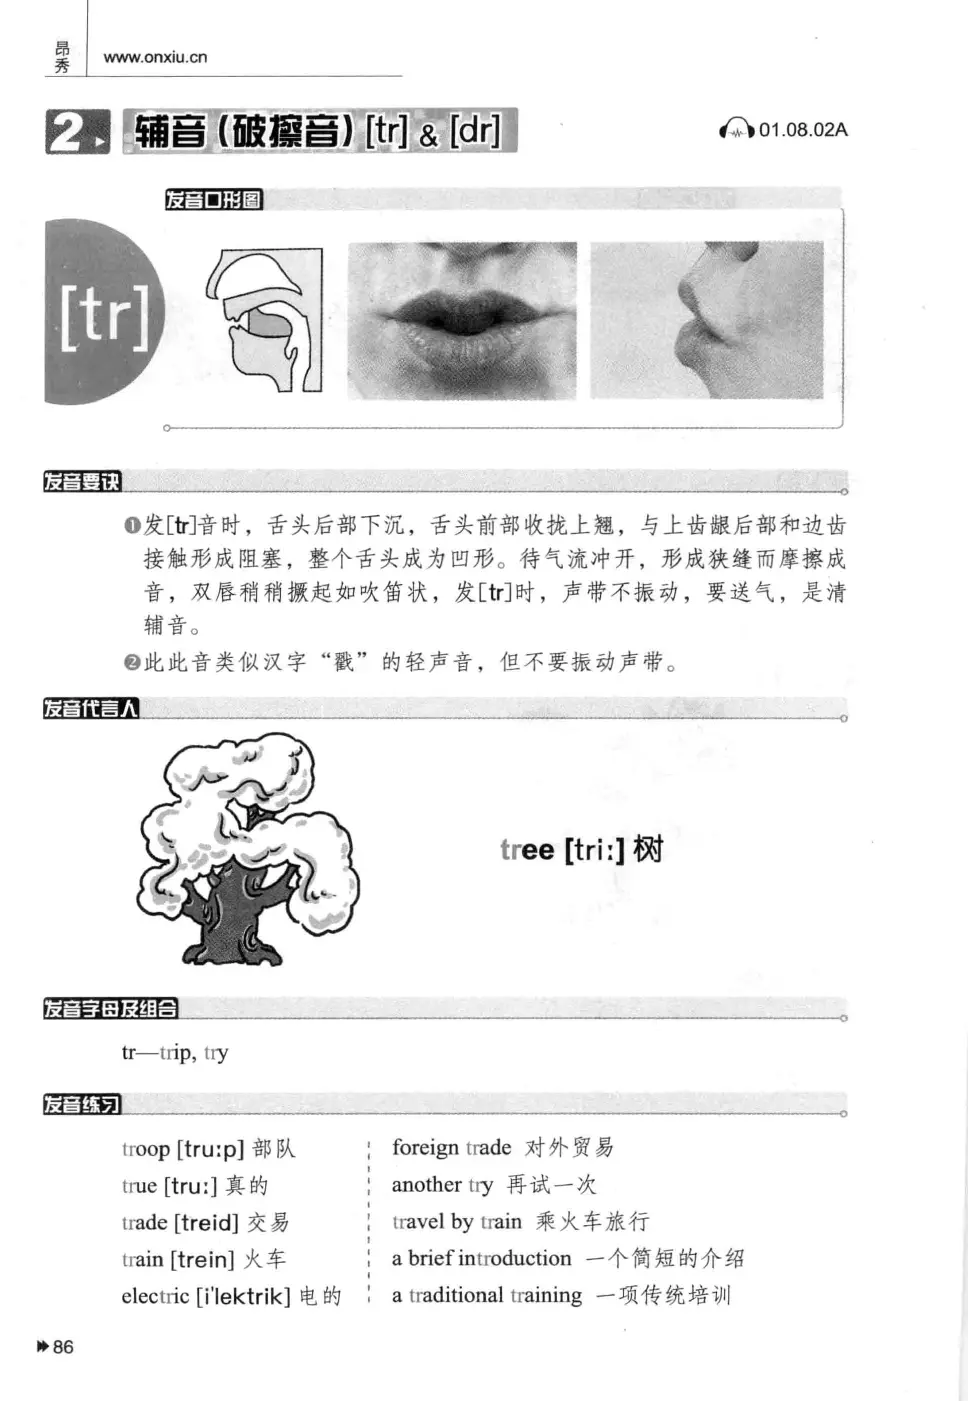 昂秀
www.onxiu.cn
2 辅音(破擦音)[tr] & [dr]
01.08.02A
发音口形图
[tr]
发音要诀
❶发[tr]音时，舌头后部下沉，舌头前部收拢上翘，与上齿龈后部和边齿
接触形成阻塞，整个舌头成为凹形。待气流冲开，形成狭缝而摩擦成
音，双唇稍稍撅起如吹笛状，发[tr]时，声带不振动，要送气，是清
辅音。
❷此此音类似汉字“戳”的轻声音，但不要振动声带。
发音代言人
tree [tri:] 树
发音字母及组合
tr—trip, try
发音练习
troop [tru:p] 部队
true [tru:] 真的
trade [treid] 交易
train [trein] 火车
electric [i'lektrik] 电的
foreign trade 对外贸易
another try 再试一次
travel by train 乘火车旅行
a brief introduction 一个简短的介绍
a traditional training 一项传统培训
86